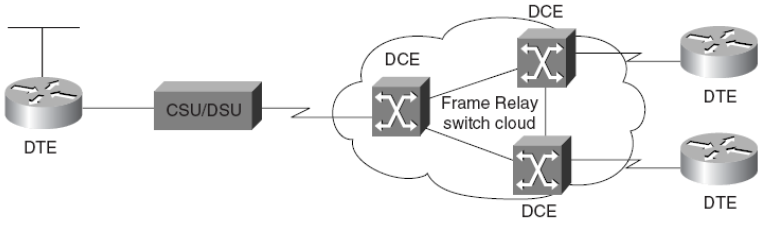 DCE
DCE
CSU/DSU
Frame Relay
switch cloud
DTE
DTE
DTE
DCE